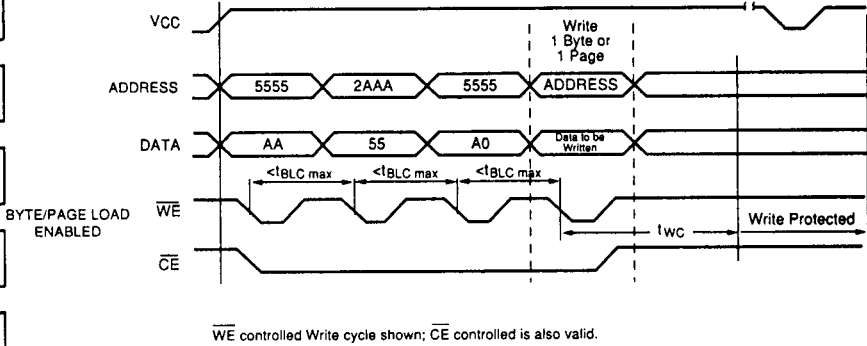 VCC
Write
1 Byte or
1 Page
ADDRESS 5555 2AAA 5555 ADDRESS
DATA AA 55 A0 Data to be
Written
<tBLC max <tBLC max <tBLC max
BYTE/PAGE LOAD
ENABLED
WE
tWC
Write Protected
CE
WE controlled Write cycle shown; CE controlled is also valid.